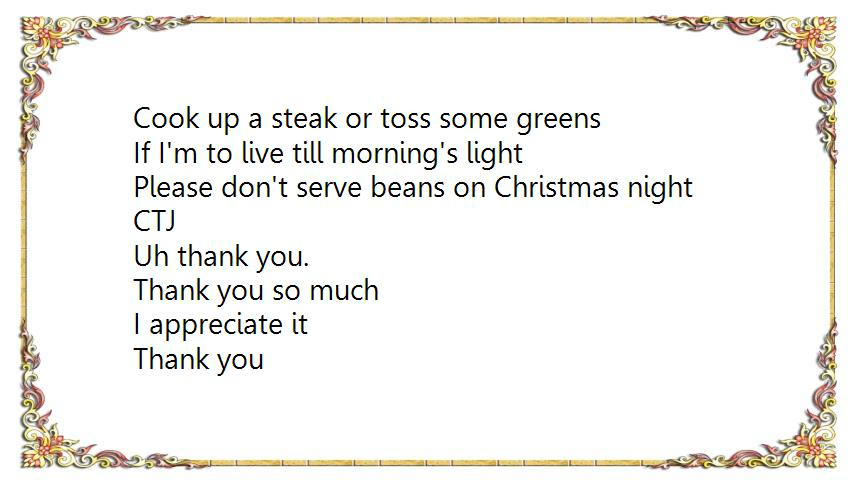 Cook up a steak or toss some greens
If I'm to live till morning's light
Please don't serve beans on Christmas night
CTJ
Uh thank you.
Thank you so much
I appreciate it
Thank you